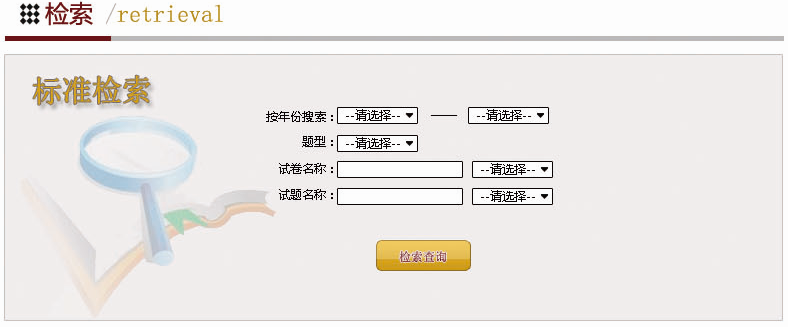 检索 /retrieval
标准检索
按年份搜索： --请选择-- —— --请选择--
题型： --请选择--
试卷名称： --请选择--
试题名称： --请选择--
检索查询